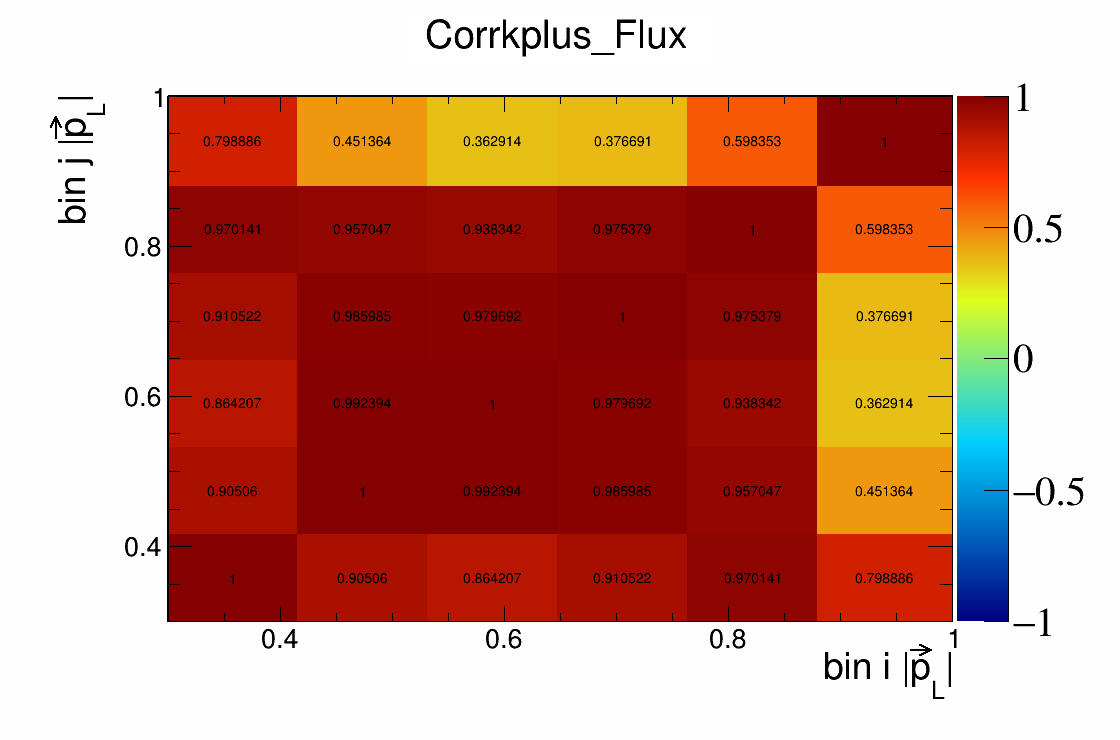 Corrkplus_Flux
bin j |p_L|
1
0.798886 0.451364 0.362914 0.376691 0.598353 1
0.970141 0.957047 0.938342 0.975379 1 0.598353
0.8
0.910522 0.985985 0.979692 1 0.975379 0.376691
0.6
0.864207 0.992394 1 0.979692 0.938342 0.362914
0.90506 1 0.992394 0.985985 0.957047 0.451364
0.4
1 0.90506 0.864207 0.910522 0.970141 0.798886
0.4 0.6 0.8 1
bin i |p_L|
1
0.5
0
−0.5
−1